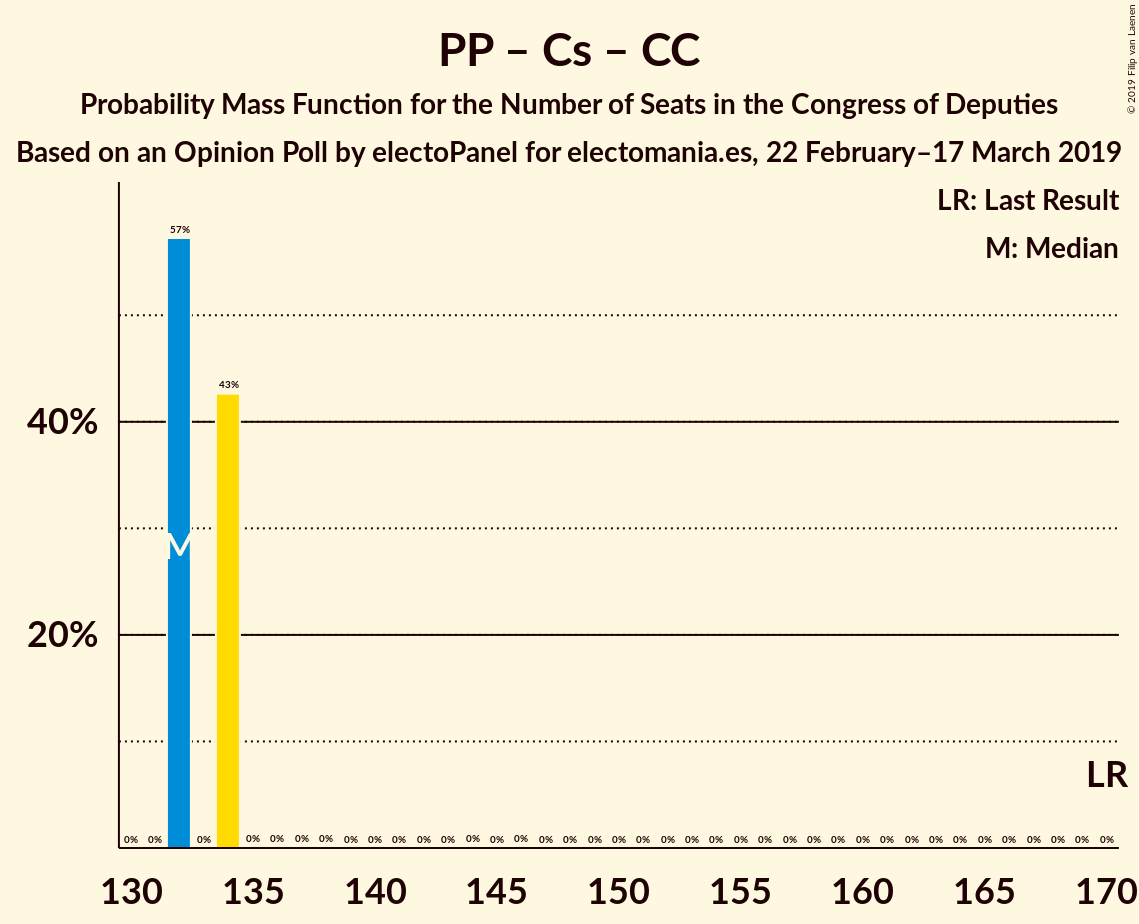 PP – Cs – CC
Probability Mass Function for the Number of Seats in the Congress of Deputies
Based on an Opinion Poll by electoPanel for electomania.es, 22 February–17 March 2019
© 2019 Filip van Laenen
LR: Last Result
M: Median
57%
43%
40%
M
20%
LR
0% 0% 0% 0% 0% 0% 0% 0% 0% 0% 0% 0% 0% 0% 0% 0% 0% 0% 0% 0% 0% 0% 0% 0% 0% 0% 0% 0% 0% 0% 0% 0% 0% 0% 0% 0% 0% 0% 0%
130 135 140 145 150 155 160 165 170